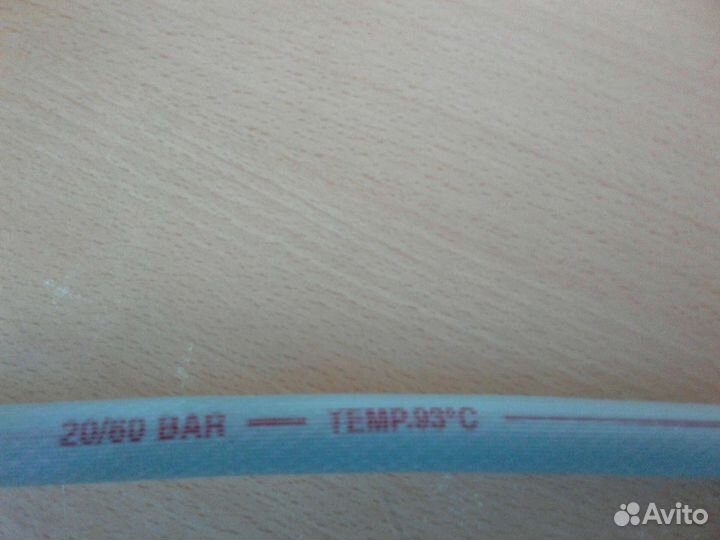 20/60 BAR — TEMP.93°C —
Avito